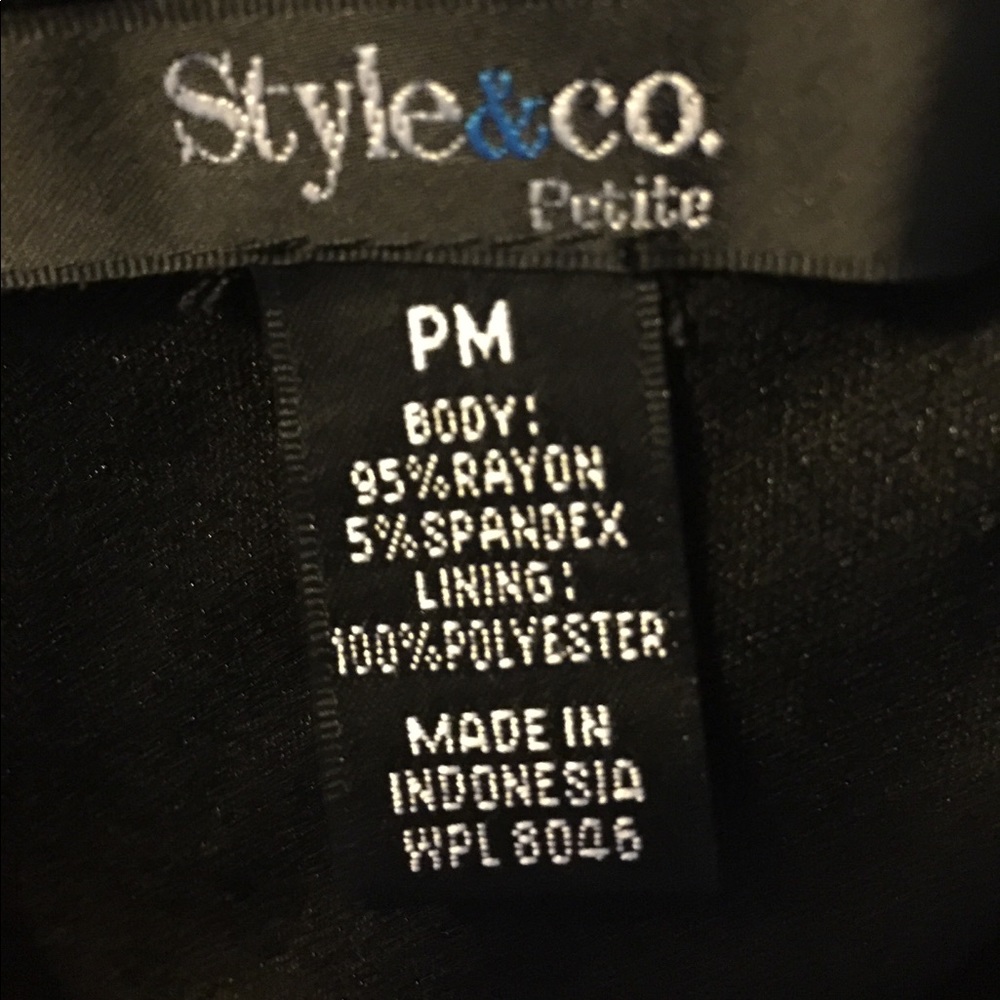 Style&co.
Petite
PM
BODY:
95%RAYON
5%SPANDEX
LINING:
100%POLYESTER
MADE IN
INDONESIA
WPL 8046